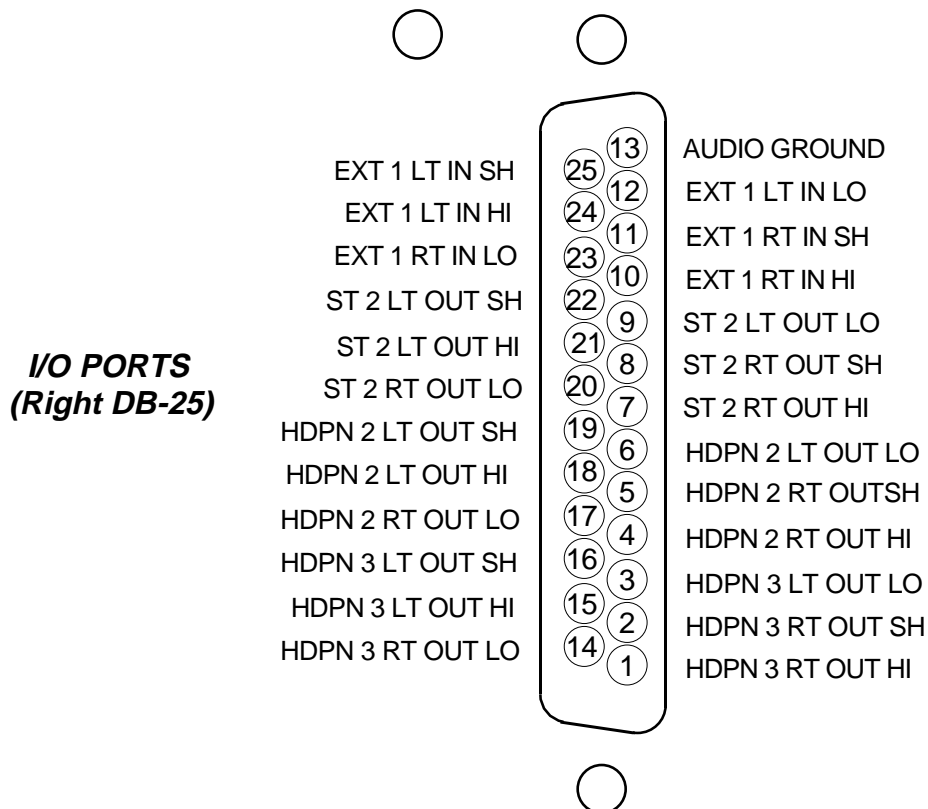 13 AUDIO GROUND
EXT 1 LT IN SH 25
12 EXT 1 LT IN LO
EXT 1 LT IN HI 24
11 EXT 1 RT IN SH
EXT 1 RT IN LO 23
10 EXT 1 RT IN HI
ST 2 LT OUT SH 22
9 ST 2 LT OUT LO
ST 2 LT OUT HI 21
8 ST 2 RT OUT SH
I/O PORTS
(Right DB-25)
ST 2 RT OUT LO 20
7 ST 2 RT OUT HI
HDPN 2 LT OUT SH 19
6 HDPN 2 LT OUT LO
HDPN 2 LT OUT HI 18
5 HDPN 2 RT OUTSH
HDPN 2 RT OUT LO 17
4 HDPN 2 RT OUT HI
HDPN 3 LT OUT SH 16
3 HDPN 3 LT OUT LO
HDPN 3 LT OUT HI 15
2 HDPN 3 RT OUT SH
HDPN 3 RT OUT LO 14
1 HDPN 3 RT OUT HI